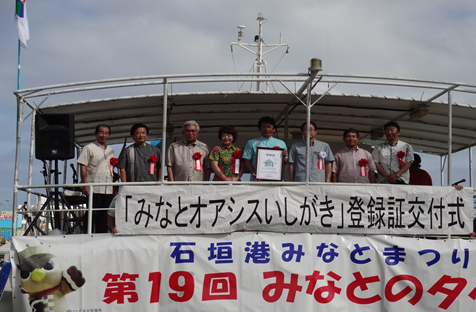 「みなとオアシスいしがき」登録証交付式
石垣港みなとまつり
第19回 みなとのタ